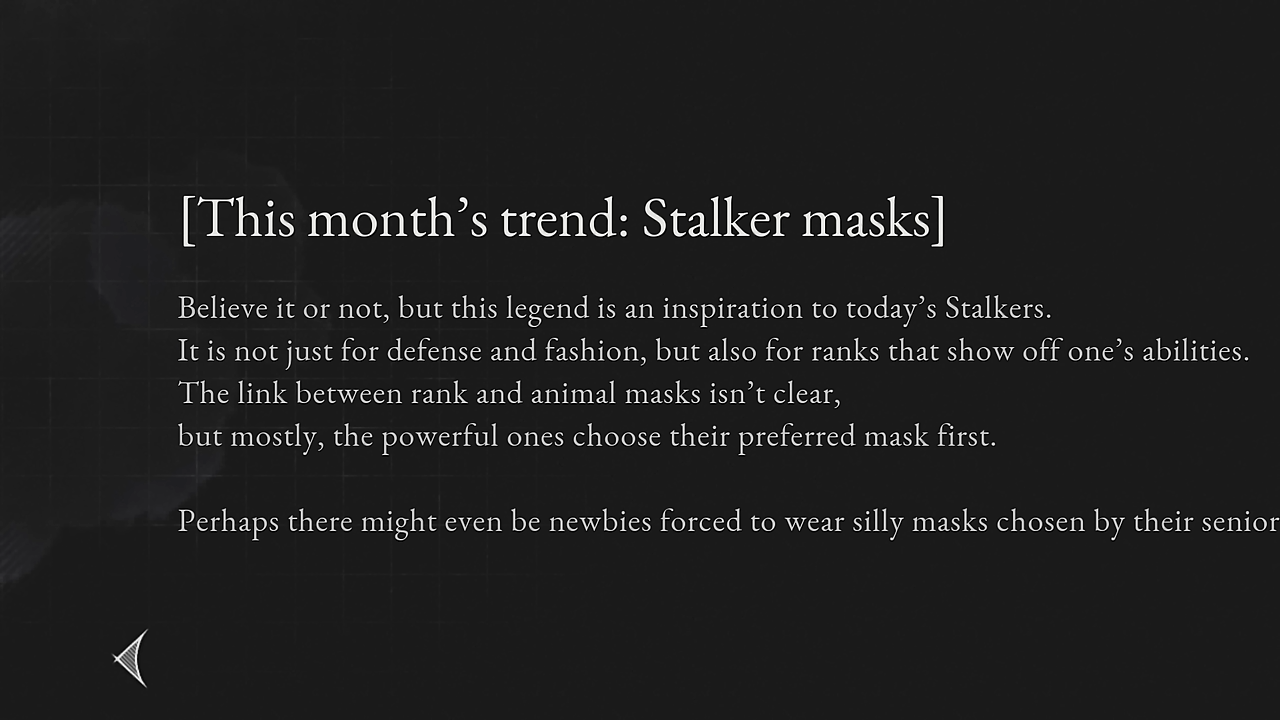 [This month’s trend: Stalker masks]
Believe it or not, but this legend is an inspiration to today’s Stalkers.
It is not just for defense and fashion, but also for ranks that show off one’s abilities.
The link between rank and animal masks isn’t clear,
but mostly, the powerful ones choose their preferred mask first.
Perhaps there might even be newbies forced to wear silly masks chosen by their senior